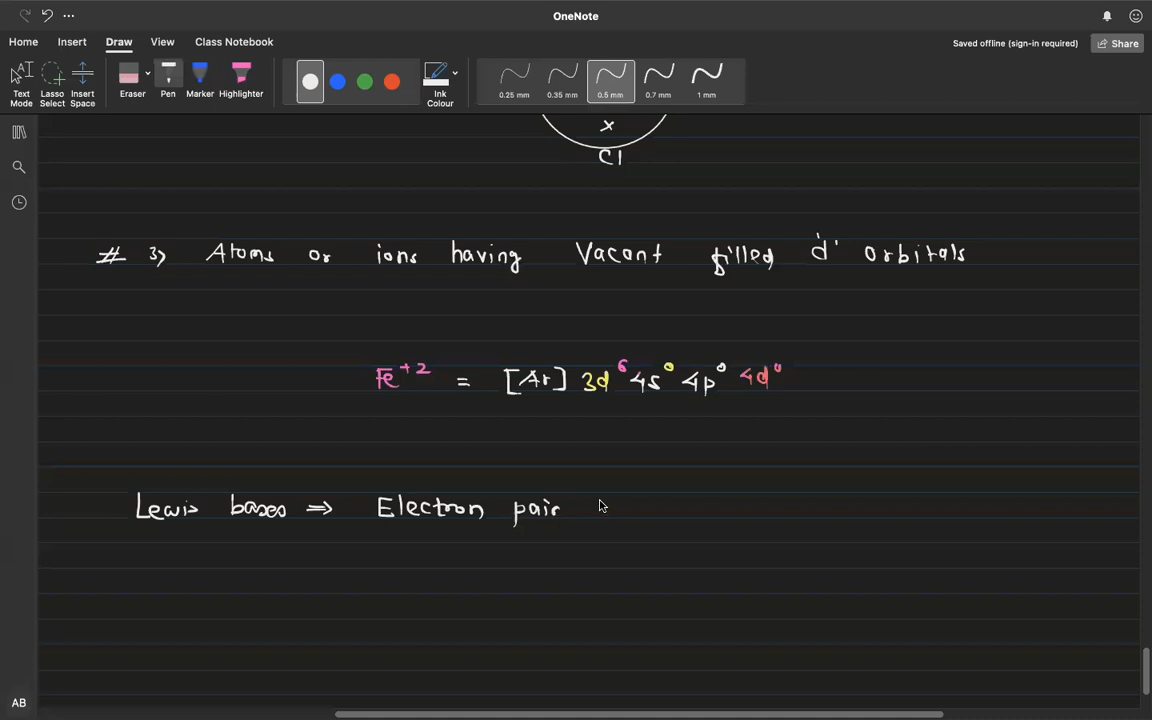 OneNote
Home Insert Draw View Class Notebook
Saved offline (sign-in required) Share
Text Mode Lasso Select Insert Space Eraser Pen Marker Highlighter Ink Colour 0.25 mm 0.35 mm 0.5 mm 0.7 mm 1 mm
x
Cl
# 3) Atoms or ions having Vacant filled 'd' orbitals
Fe⁺² = [Ar] 3d⁶ 4s⁰ 4p⁰ 4d⁰
Lewis bases ⇒ Electron pair
AB